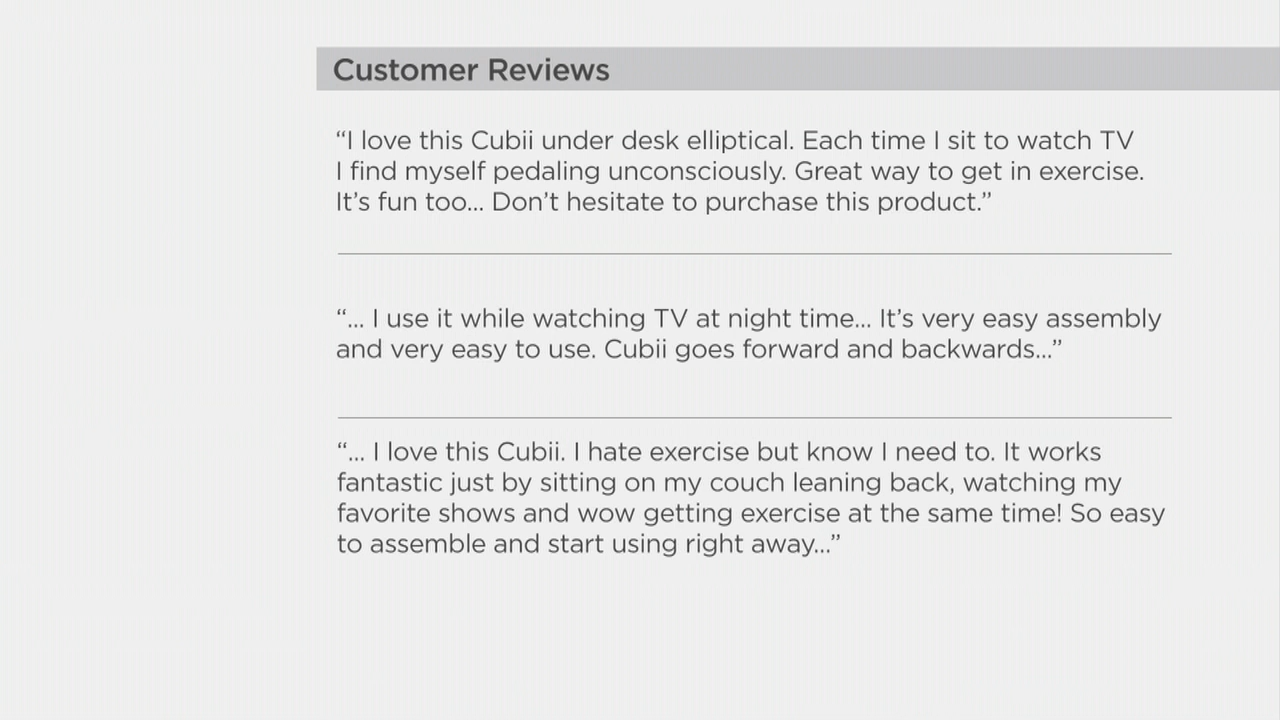 Customer Reviews
“I love this Cubii under desk elliptical. Each time I sit to watch TV
I find myself pedaling unconsciously. Great way to get in exercise.
It’s fun too... Don’t hesitate to purchase this product.”
“... I use it while watching TV at night time... It’s very easy assembly
and very easy to use. Cubii goes forward and backwards...”
“... I love this Cubii. I hate exercise but know I need to. It works
fantastic just by sitting on my couch leaning back, watching my
favorite shows and wow getting exercise at the same time! So easy
to assemble and start using right away...”